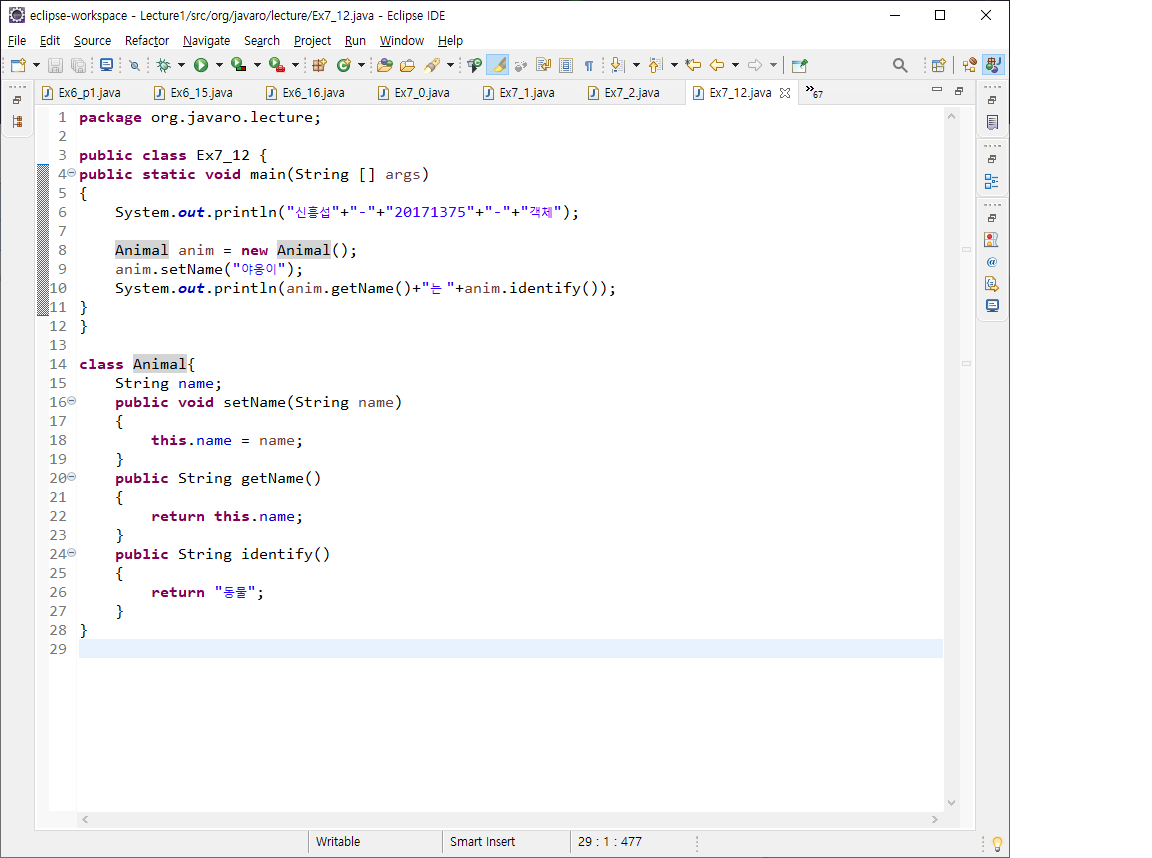 eclipse-workspace - Lecture1/src/org/javaro/lecture/Ex7_12.java - Eclipse IDE
File Edit Source Refactor Navigate Search Project Run Window Help
Ex6_p1.java Ex6_15.java Ex6_16.java Ex7_0.java Ex7_1.java Ex7_2.java Ex7_12.java »67
1 package org.javaro.lecture;
2
3 public class Ex7_12 {
4 public static void main(String [] args)
5 {
6 System.out.println("신흥섭"+"-"+"20171375"+"-"+"객체");
7
8 Animal anim = new Animal();
9 anim.setName("야옹이");
10 System.out.println(anim.getName()+"는 "+anim.identify());
11 }
12 }
13
14 class Animal{
15 String name;
16 public void setName(String name)
17 {
18 this.name = name;
19 }
20 public String getName()
21 {
22 return this.name;
23 }
24 public String identify()
25 {
26 return "동물";
27 }
28 }
29
Writable Smart Insert 29 : 1 : 477